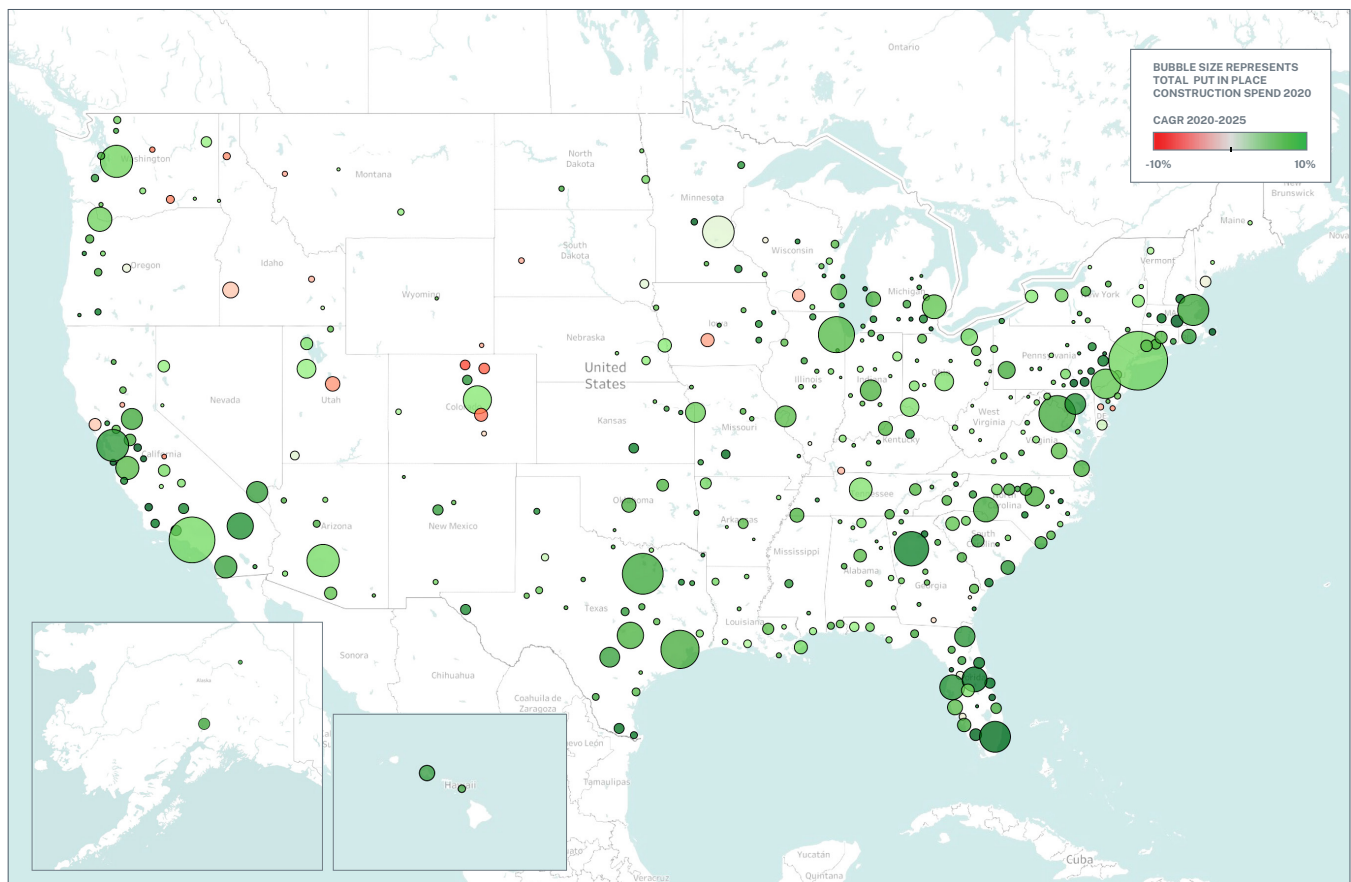 Ontario
BUBBLE SIZE REPRESENTS
TOTAL PUT IN PLACE
CONSTRUCTION SPEND 2020
CAGR 2020-2025
-10%
10%
New
Brunswick
Washington
Montana
North
Dakota
Minnesota
Maine
Nova
Oregon
Idaho
South
Dakota
Wisconsin
Vermont
Wyoming
Michigan
New York
Iowa
Nebraska
United
States
Pennsylvania
Nevada
Utah
Illinois
Indiana
Ohio
Kansas
Missouri
West
Virginia
DE
California
Kentucky
Virginia
Oklahoma
Tennessee
North
Carolina
Arizona
New Mexico
Arkansas
South
Carolina
Mississippi
Alabama
Georgia
Texas
Louisiana
Sonora
Chihuahua
Alaska
Coahuila de
Zaragoza
Nuevo León
Hawaii
Tamaulipas
Yucatán
Quintana
Cuba
Veracruz